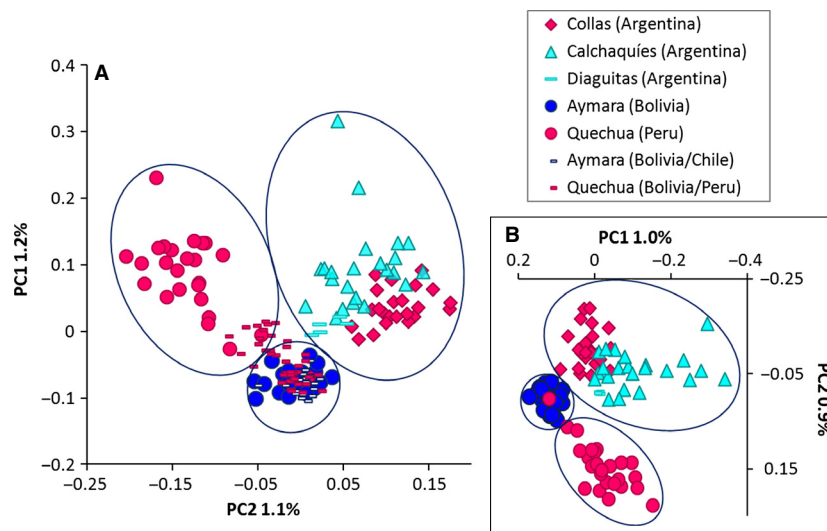 Collas (Argentina)
Calchaquíes (Argentina)
Diaguitas (Argentina)
Aymara (Bolivia)
Quechua (Peru)
Aymara (Bolivia/Chile)
Quechua (Bolivia/Peru)
A
0.4
0.3
0.2
0.1
0
−0.1
−0.2
PC1 1.2%
−0.25
−0.15
−0.05
0.05
0.15
PC2 1.1%
B
PC1 1.0%
0.2
0
−0.2
−0.4
−0.25
−0.05
0.15
PC2 0.9%